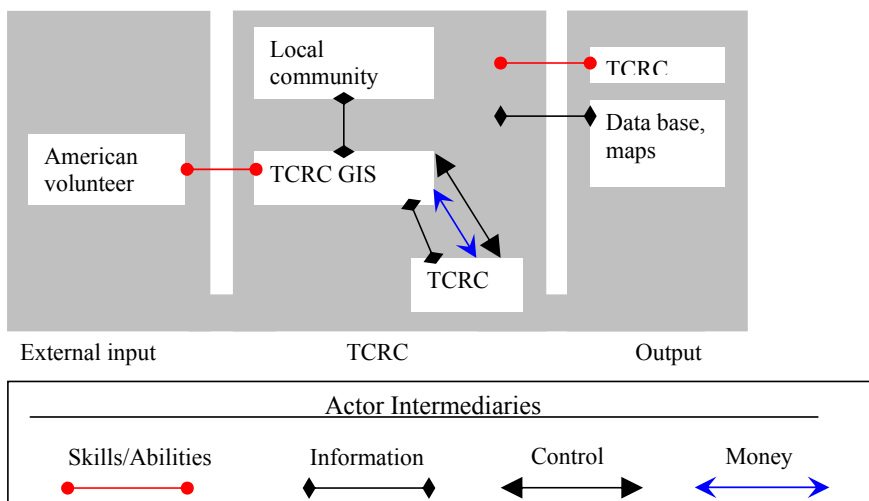 Local
community
TCRC
Data base,
maps
American
volunteer
TCRC GIS
TCRC
External input
TCRC
Output
Actor Intermediaries
Skills/Abilities
Information
Control
Money